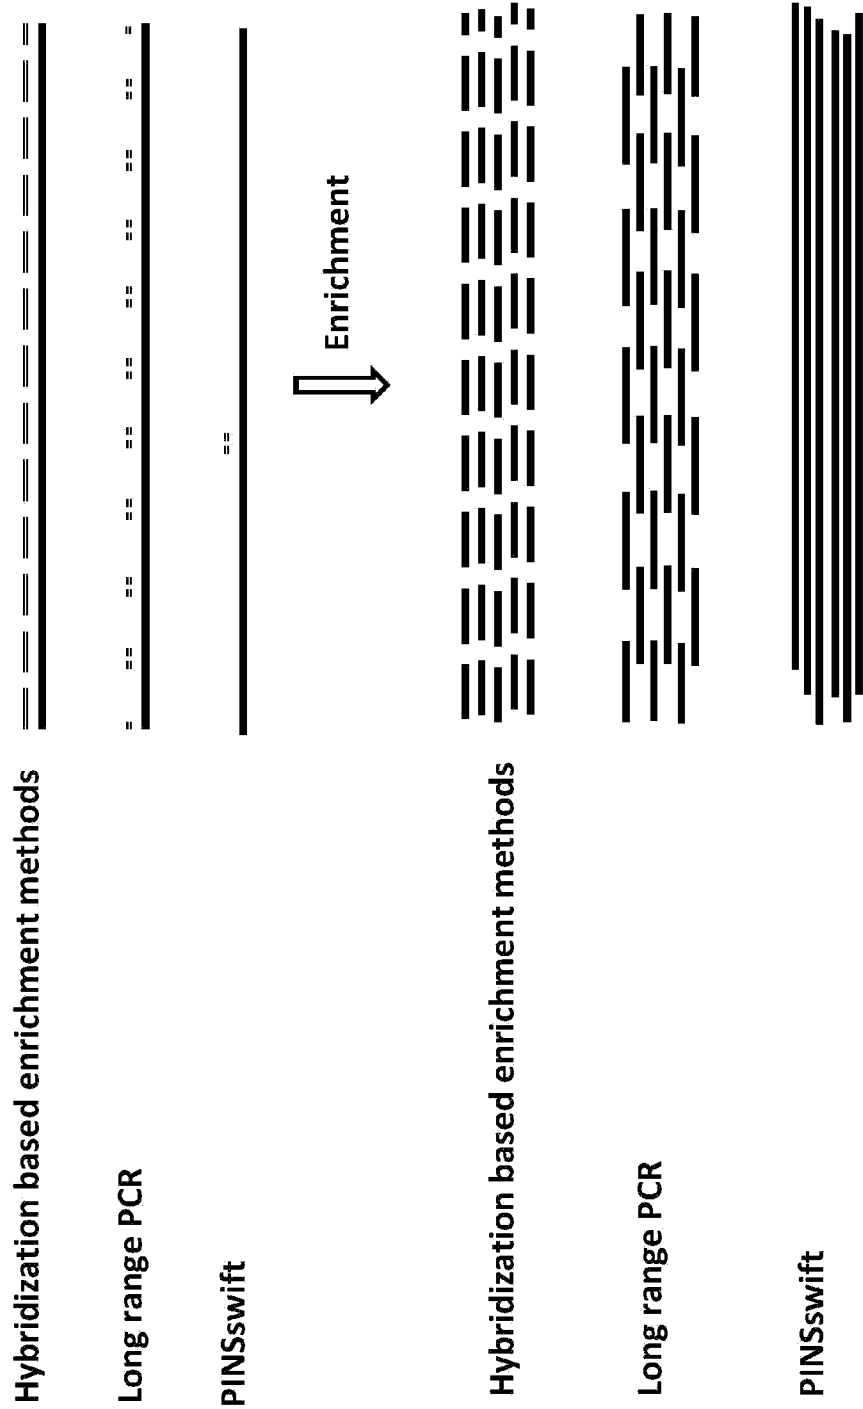 Hybridization based enrichment methods
Long range PCR
PINSswift
Enrichment
Hybridization based enrichment methods
Long range PCR
PINSswift